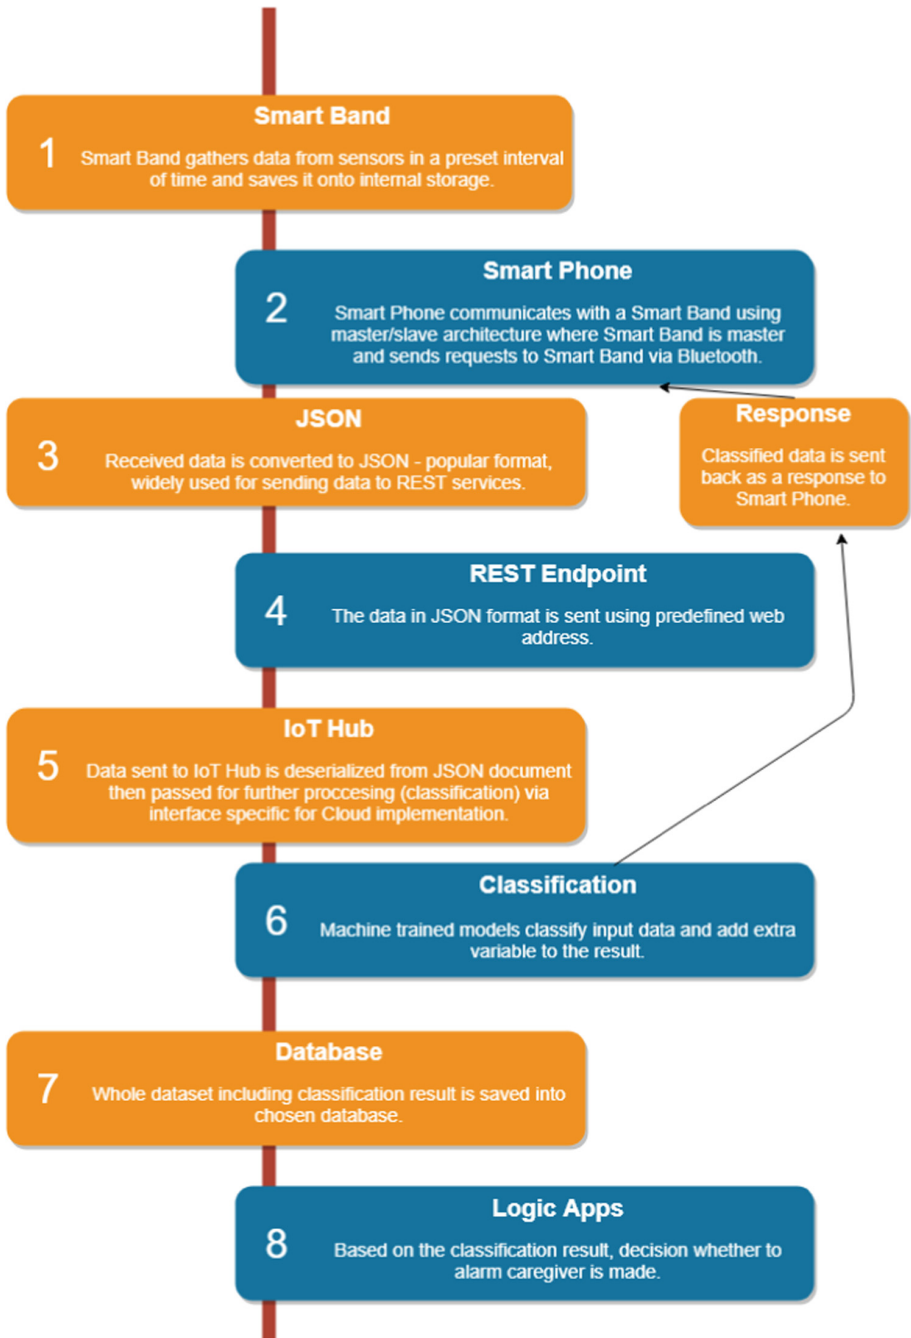 Smart Band
1
Smart Band gathers data from sensors in a preset interval
of time and saves it onto internal storage.
Smart Phone
2
Smart Phone communicates with a Smart Band using
master/slave architecture where Smart Band is master
and sends requests to Smart Band via Bluetooth.
JSON
3
Received data is converted to JSON - popular format,
widely used for sending data to REST services.
Response
Classified data is sent
back as a response to
Smart Phone.
REST Endpoint
4
The data in JSON format is sent using predefined web
address.
IoT Hub
5
Data sent to IoT Hub is deserialized from JSON document
then passed for further proccesing (classification) via
interface specific for Cloud implementation.
Classification
6
Machine trained models classify input data and add extra
variable to the result.
Database
7
Whole dataset including classification result is saved into
chosen database.
Logic Apps
8
Based on the classification result, decision whether to
alarm caregiver is made.